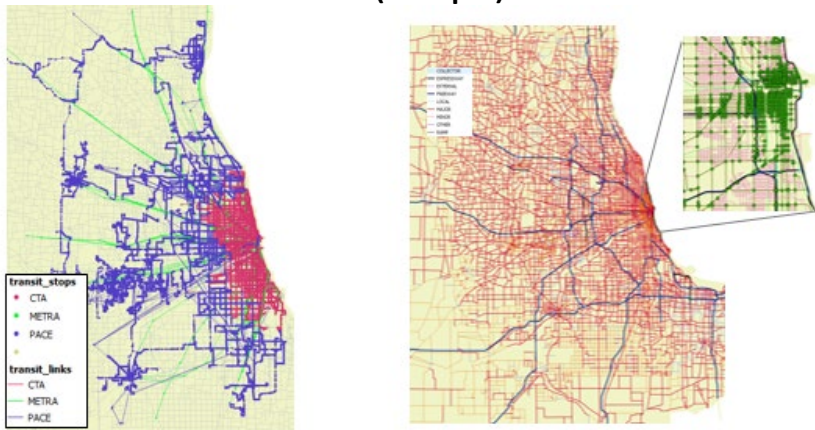 transit_stops
CTA
METRA
PACE
transit_links
CTA
METRA
PACE
COLLECTOR
EXPRESSWAY
EXTERNAL
FREEWAY
LOCAL
MAJOR
MINOR
OTHER
RAMP